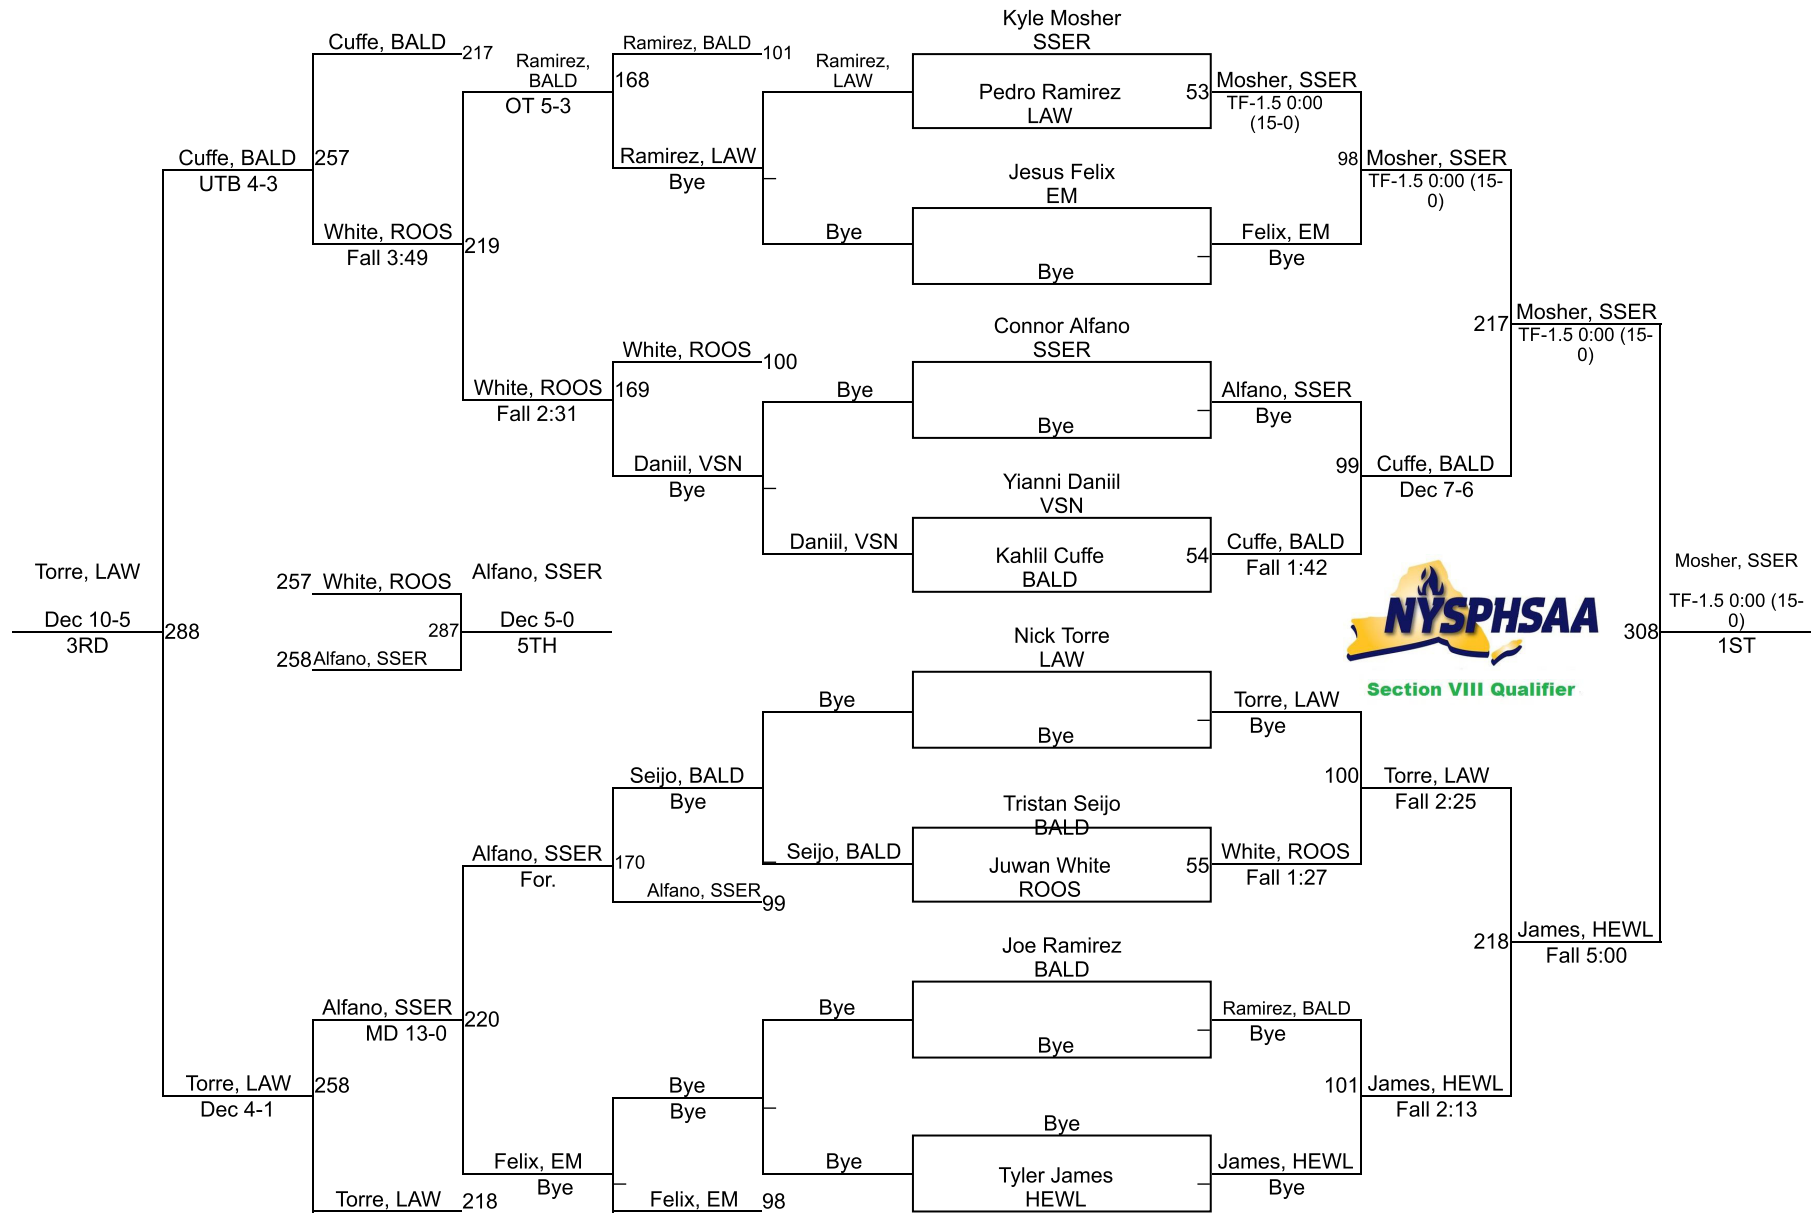 Kyle Mosher
SSER
Cuffe, BALD
217
Ramirez, BALD
101
Ramirez,
BALD
168
OT 5-3
Ramirez,
LAW
Pedro Ramirez
LAW
53
Mosher, SSER
TF-1.5 0:00
(15-0)
Cuffe, BALD
257
UTB 4-3
Ramirez, LAW
Bye
Jesus Felix
EM
98
Mosher, SSER
TF-1.5 0:00 (15-
0)
White, ROOS
219
Fall 3:49
Bye
Bye
Felix, EM
Bye
Connor Alfano
SSER
217
Mosher, SSER
TF-1.5 0:00 (15-
0)
White, ROOS
100
White, ROOS
169
Fall 2:31
Bye
Bye
Alfano, SSER
Bye
Daniil, VSN
Bye
Yianni Daniil
VSN
99
Cuffe, BALD
Dec 7-6
Daniil, VSN
Kahlil Cuffe
BALD
54
Cuffe, BALD
Fall 1:42
Torre, LAW
Dec 10-5
3RD
288
257
White, ROOS
287
258
Alfano, SSER
Alfano, SSER
Dec 5-0
5TH
NYSPHSAA
Section VIII Qualifier
Mosher, SSER
TF-1.5 0:00 (15-
0)
308
1ST
Nick Torre
LAW
Bye
Bye
Torre, LAW
Bye
Seijo, BALD
Bye
Tristan Seijo
BALD
100
Torre, LAW
Fall 2:25
Alfano, SSER
170
For.
Alfano, SSER
99
Seijo, BALD
Juwan White
ROOS
55
White, ROOS
Fall 1:27
Joe Ramirez
BALD
218
James, HEWL
Fall 5:00
Alfano, SSER
220
MD 13-0
Bye
Bye
Ramirez, BALD
Bye
Torre, LAW
258
Dec 4-1
Bye
Bye
Bye
101
James, HEWL
Fall 2:13
Felix, EM
Bye
Bye
Tyler James
HEWL
James, HEWL
Bye
Torre, LAW
218
Felix, EM
98